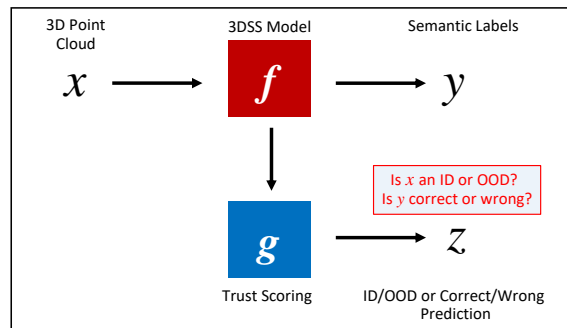 3D Point
Cloud
3DSS Model
Semantic Labels
x
f
y
Is x an ID or OOD?
Is y correct or wrong?
g
z
Trust Scoring
ID/OOD or Correct/Wrong
Prediction